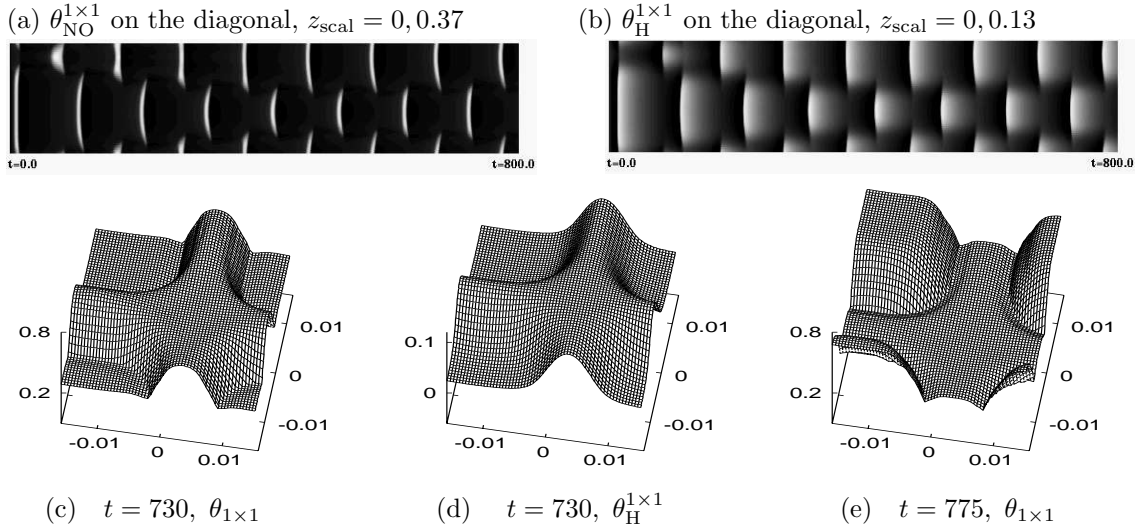 (a) θ_NO^{1×1} on the diagonal, z_scal = 0, 0.37
(b) θ_H^{1×1} on the diagonal, z_scal = 0, 0.13
t=0.0 t=800.0
t=0.0 t=800.0
0.8
0.2
-0.01 0 0.01
-0.01
0
0.01
0.1
0
-0.01 0 0.01
-0.01
0
0.01
0.8
0.2
-0.01 0 0.01
-0.01
0
0.01
(c) t = 730, θ_{1×1}
(d) t = 730, θ_H^{1×1}
(e) t = 775, θ_{1×1}